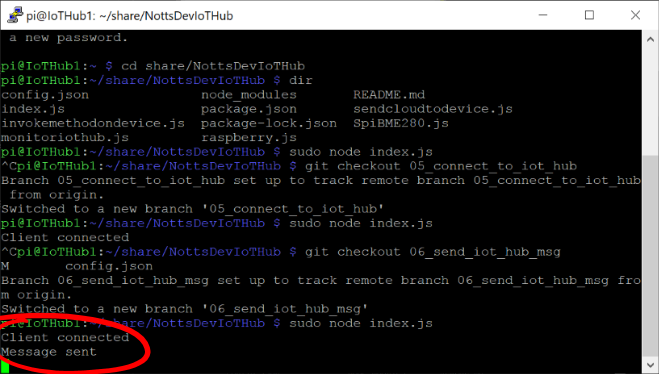 pi@IoTHub1: ~/share/NottsDevIoTHub
a new password.
pi@IoTHub1:~ $ cd share/NottsDevIoTHub
pi@IoTHub1:~/share/NottsDevIoTHub $ dir
config.json node_modules README.md
index.js package.json sendcloudtodevice.js
invokemethodondevice.js package-lock.json SpiBME280.js
monitoriothub.js raspberry.js
pi@IoTHub1:~/share/NottsDevIoTHub $ sudo node index.js
^Cpi@IoTHub1:~/share/NottsDevIoTHub $ git checkout 05_connect_to_iot_hub
Branch 05_connect_to_iot_hub set up to track remote branch 05_connect_to_iot_hub
from origin.
Switched to a new branch '05_connect_to_iot_hub'
pi@IoTHub1:~/share/NottsDevIoTHub $ sudo node index.js
Client connected
^Cpi@IoTHub1:~/share/NottsDevIoTHub $ git checkout 06_send_iot_hub_msg
M config.json
Branch 06_send_iot_hub_msg set up to track remote branch 06_send_iot_hub_msg fro
m origin.
Switched to a new branch '06_send_iot_hub_msg'
pi@IoTHub1:~/share/NottsDevIoTHub $ sudo node index.js
Client connected
Message sent